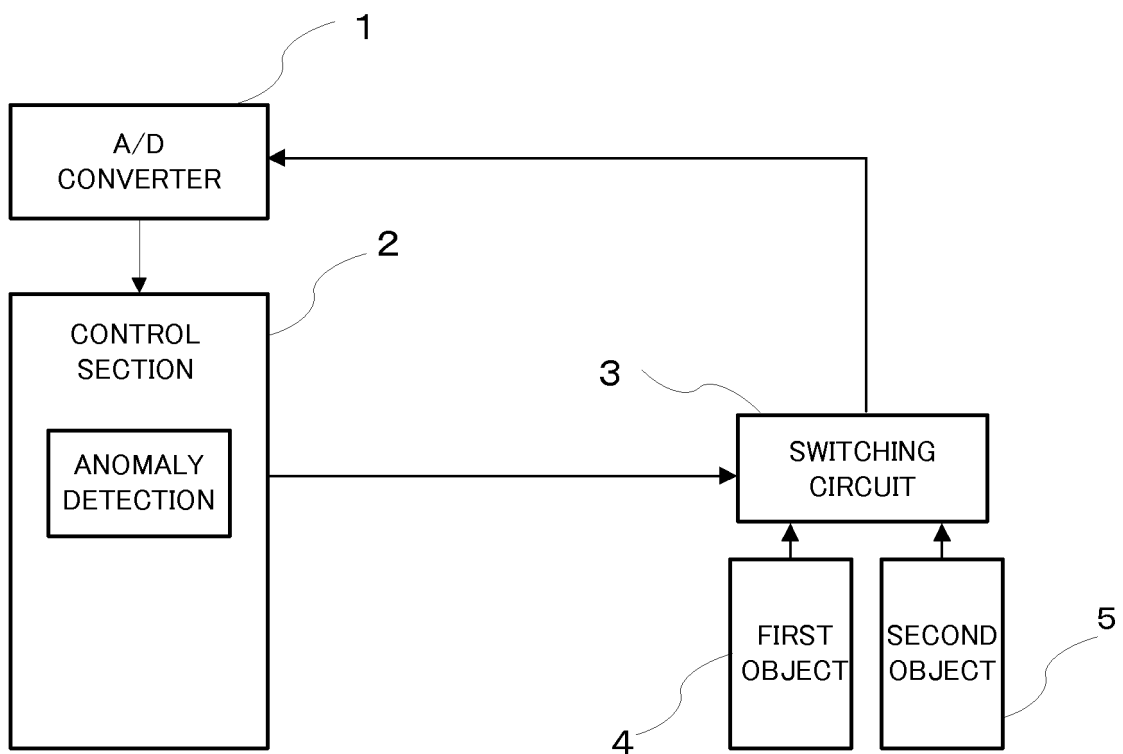 1
A/D
CONVERTER
2
CONTROL
SECTION
ANOMALY
DETECTION
3
SWITCHING
CIRCUIT
FIRST
OBJECT
4
SECOND
OBJECT
5